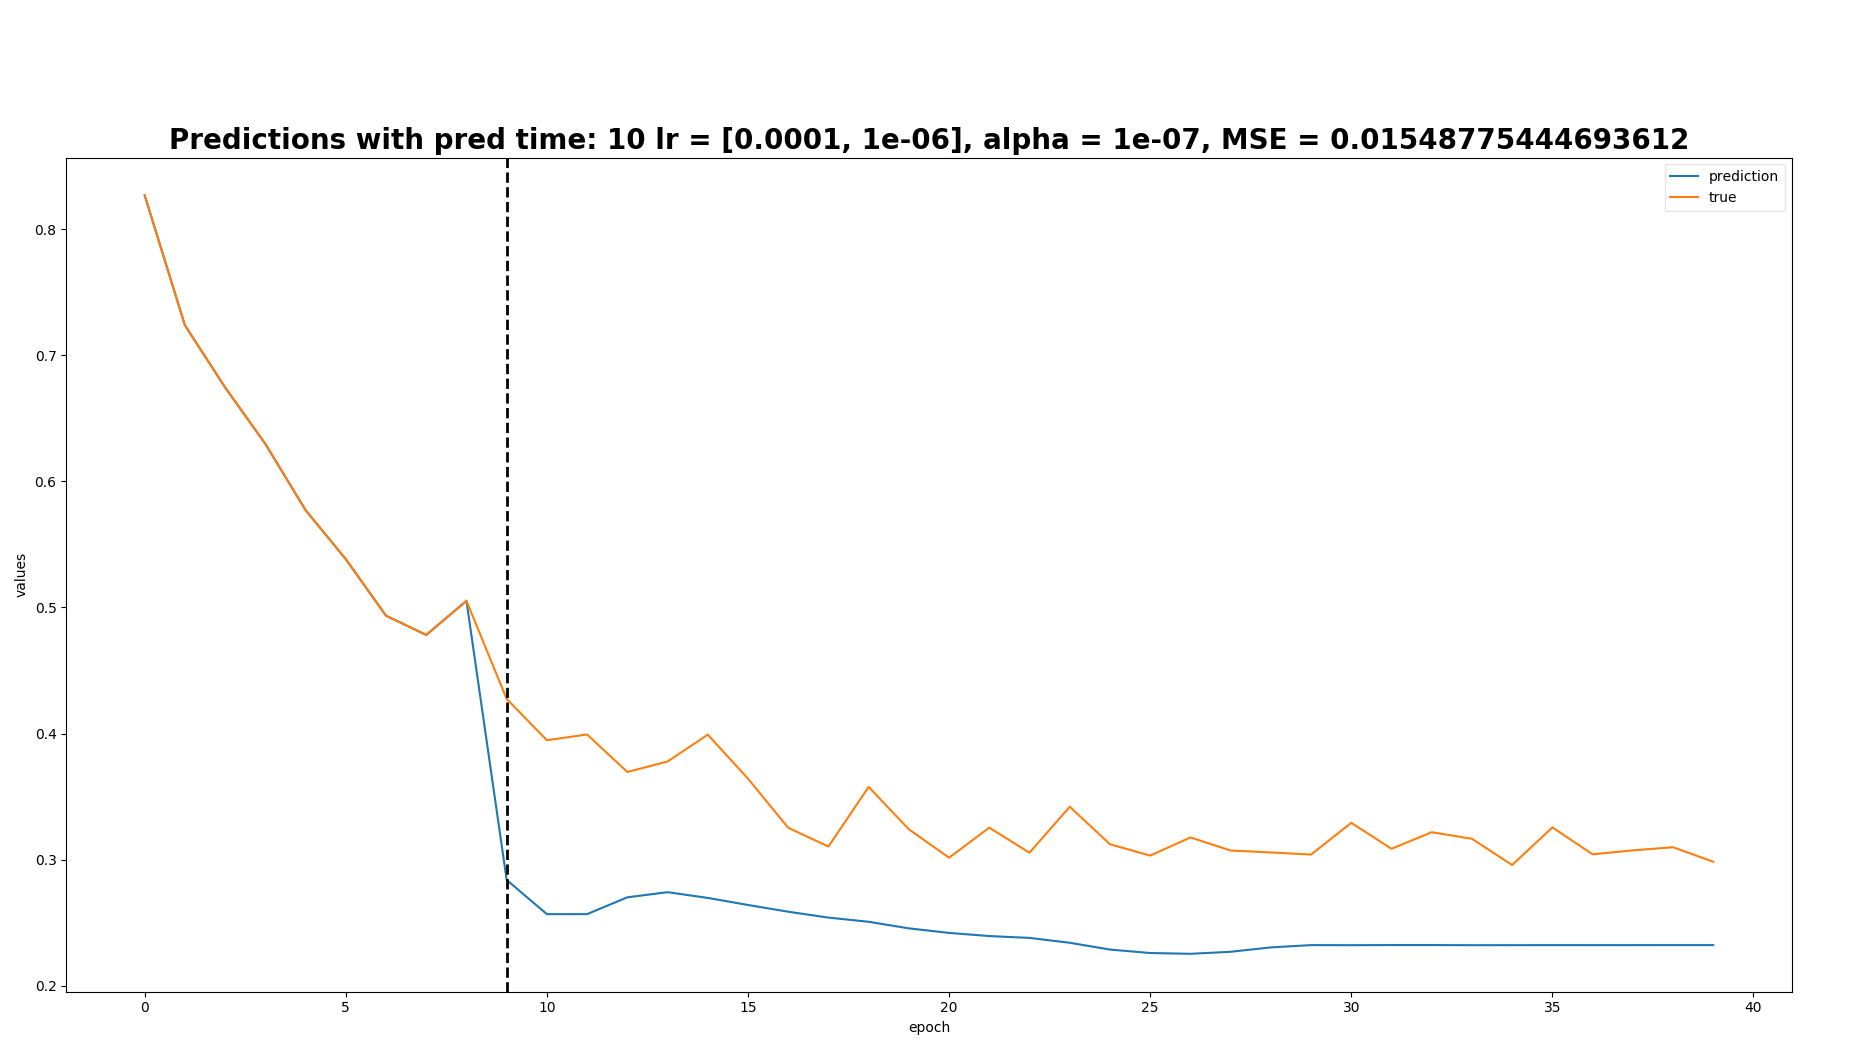 Predictions with pred time: 10 lr = [0.0001, 1e-06], alpha = 1e-07, MSE = 0.01548775444693612
prediction
true
0.8
0.7
0.6
0.5
0.4
0.3
0.2
values
0 5 10 15 20 25 30 35 40
epoch